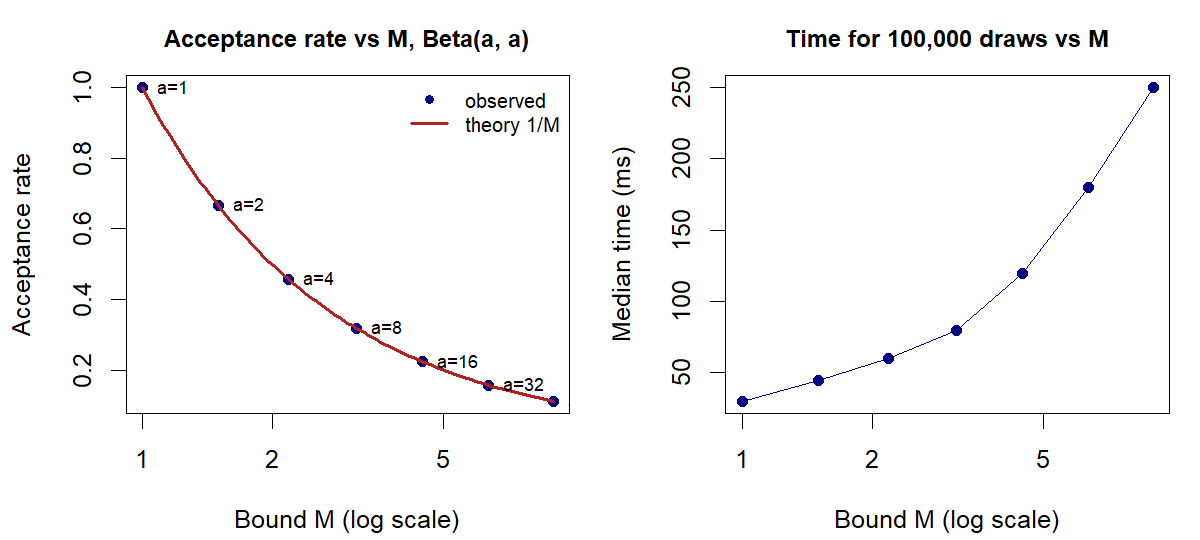 Acceptance rate vs M, Beta(a, a)
Acceptance rate
1.0
0.8
0.6
0.4
0.2
a=1
a=2
a=4
a=8
a=16
a=32
observed
theory 1/M
1
2
5
Bound M (log scale)
Time for 100,000 draws vs M
Median time (ms)
250
200
150
100
50
1
2
5
Bound M (log scale)